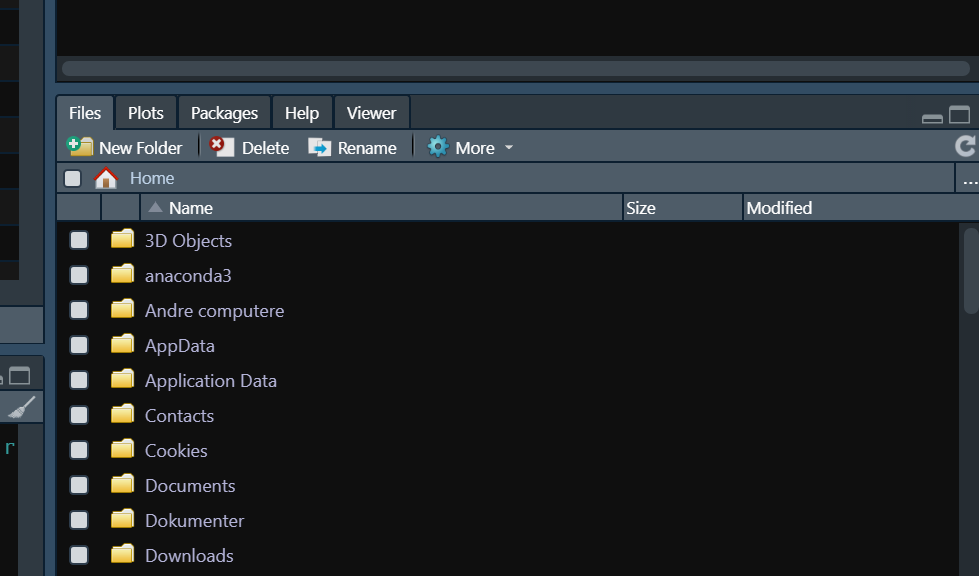 Files Plots Packages Help Viewer
New Folder Delete Rename More
Home ...
Name Size Modified
3D Objects
anaconda3
Andre computere
AppData
Application Data
Contacts
Cookies
r
Documents
Dokumenter
Downloads